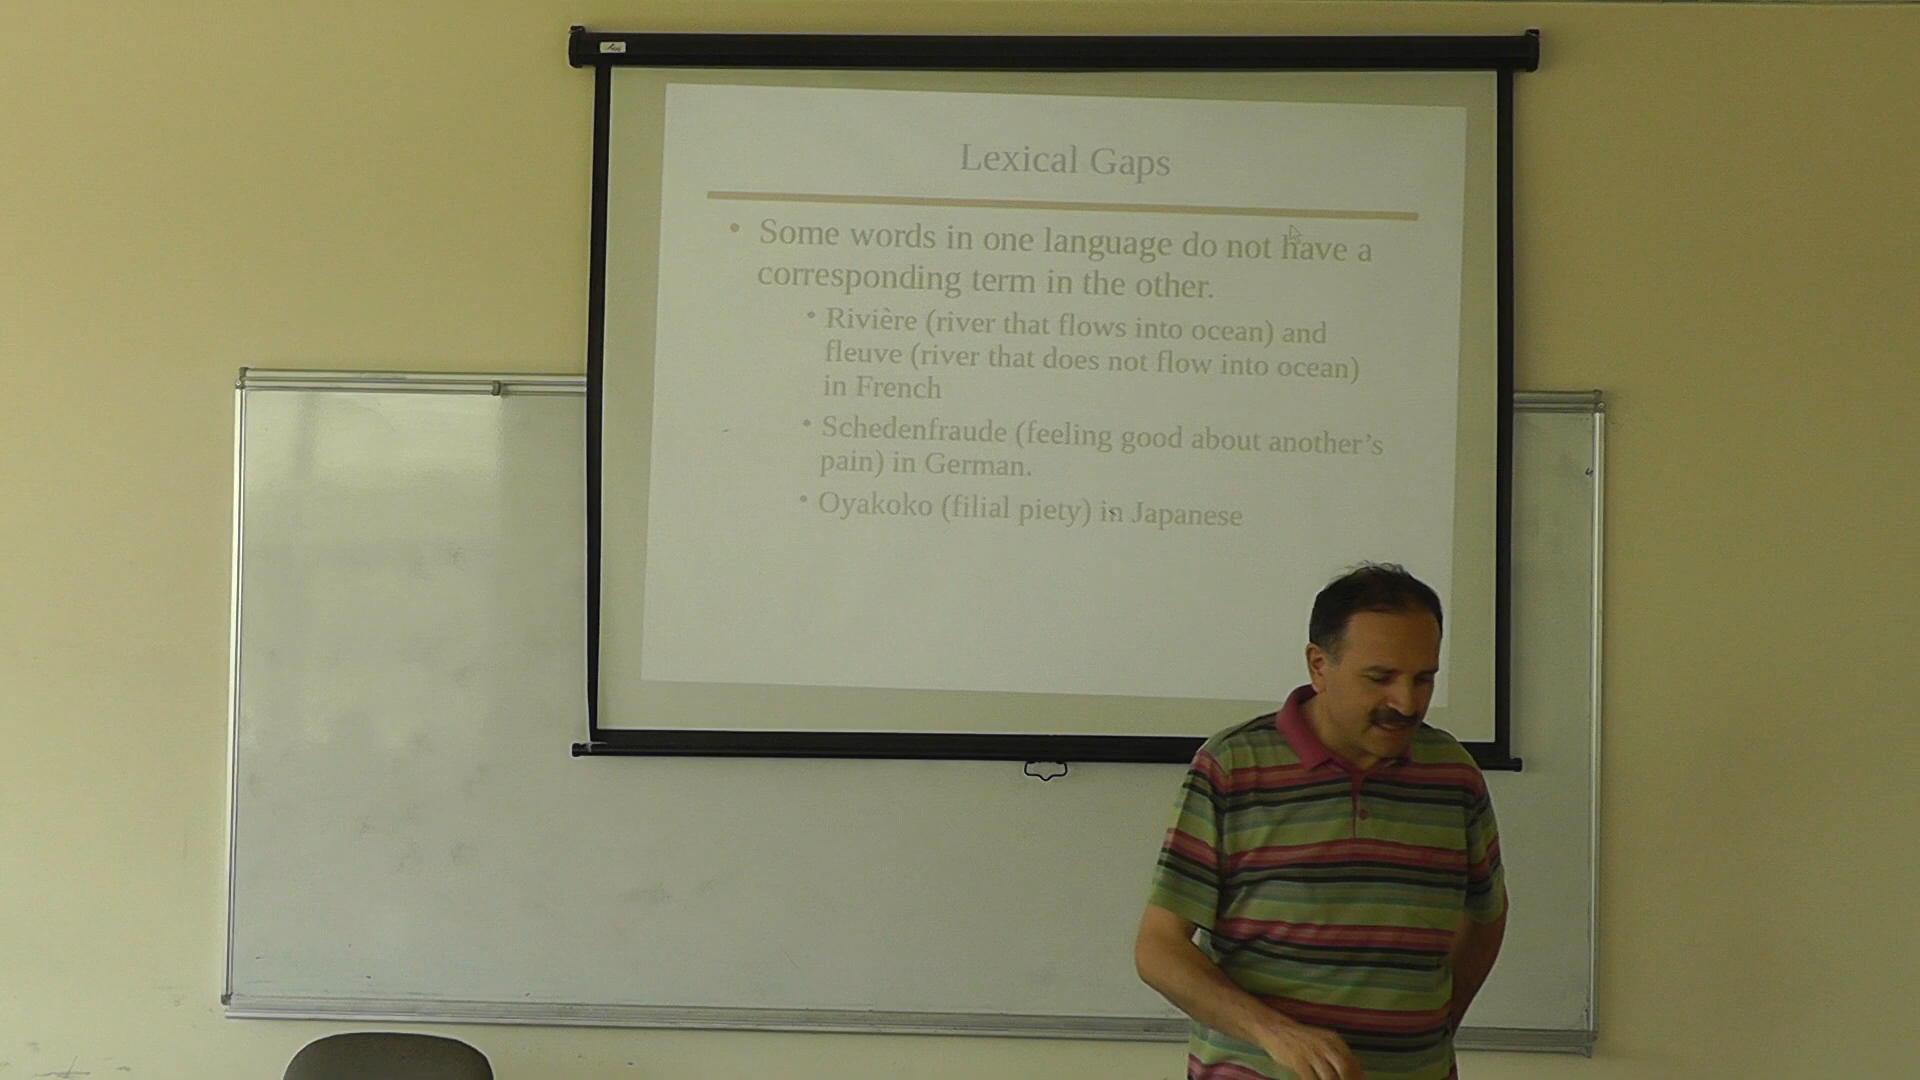 Lexical Gaps
• Some words in one language do not have a
corresponding term in the other.
• Rivière (river that flows into ocean) and
fleuve (river that does not flow into ocean)
in French
• Schedenfraude (feeling good about another’s
pain) in German.
• Oyakoko (filial piety) in Japanese